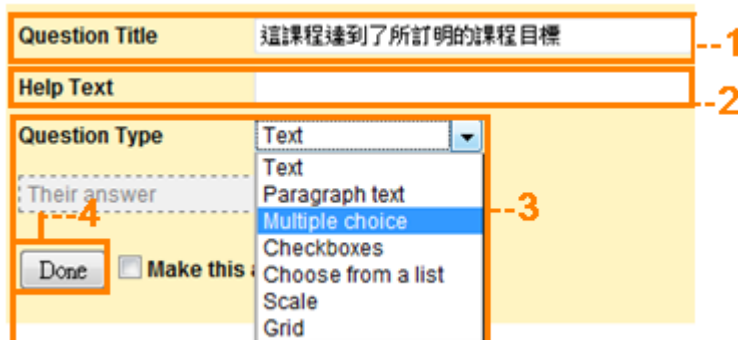 Question Title 這課程達到了所訂明的課程目標 --1
Help Text --2
Question Type Text
Text
Their answer Paragraph text
--4 Multiple choice --3
Checkboxes
Done Make this a Choose from a list
Scale
Grid